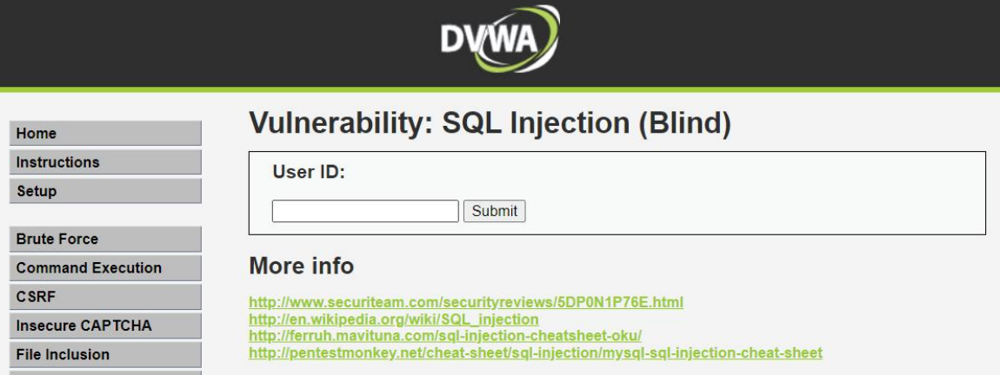 DVWA
Home
Instructions
Setup
Brute Force
Command Execution
CSRF
Insecure CAPTCHA
File Inclusion
Vulnerability: SQL Injection (Blind)
User ID:
Submit
More info
http://www.securiteam.com/securityreviews/5DP0N1P76E.html
http://en.wikipedia.org/wiki/SQL_injection
http://ferruh.mavituna.com/sql-injection-cheatsheet-oku/
http://pentestmonkey.net/cheat-sheet/sql-injection/mysql-sql-injection-cheat-sheet